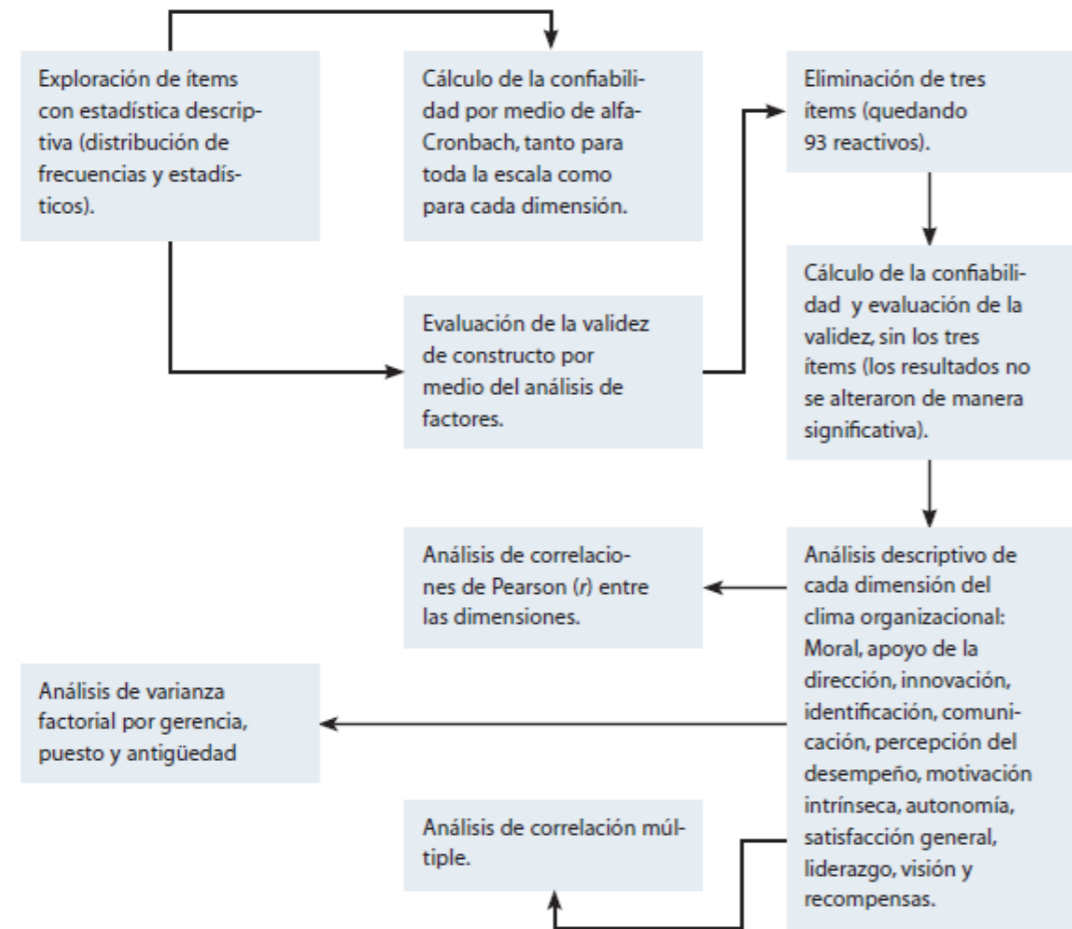 Exploración de ítems
con estadística descrip-
tiva (distribución de
frecuencias y estadís-
ticos).
Cálculo de la confiabili-
dad por medio de alfa-
Cronbach, tanto para
toda la escala como
para cada dimensión.
Eliminación de tres
ítems (quedando
93 reactivos).
Evaluación de la validez
de constructo por
medio del análisis de
factores.
Cálculo de la confiabili-
dad y evaluación de la
validez, sin los tres
ítems (los resultados no
se alteraron de manera
significativa).
Análisis de correlacio-
nes de Pearson (r) entre
las dimensiones.
Análisis descriptivo de
cada dimensión del
clima organizacional:
Moral, apoyo de la
dirección, innovación,
identificación, comuni-
cación, percepción del
desempeño, motivación
intrínseca, autonomía,
satisfacción general,
liderazgo, visión y
recompensas.
Análisis de varianza
factorial por gerencia,
puesto y antigüedad
Análisis de correlación múl-
tiple.